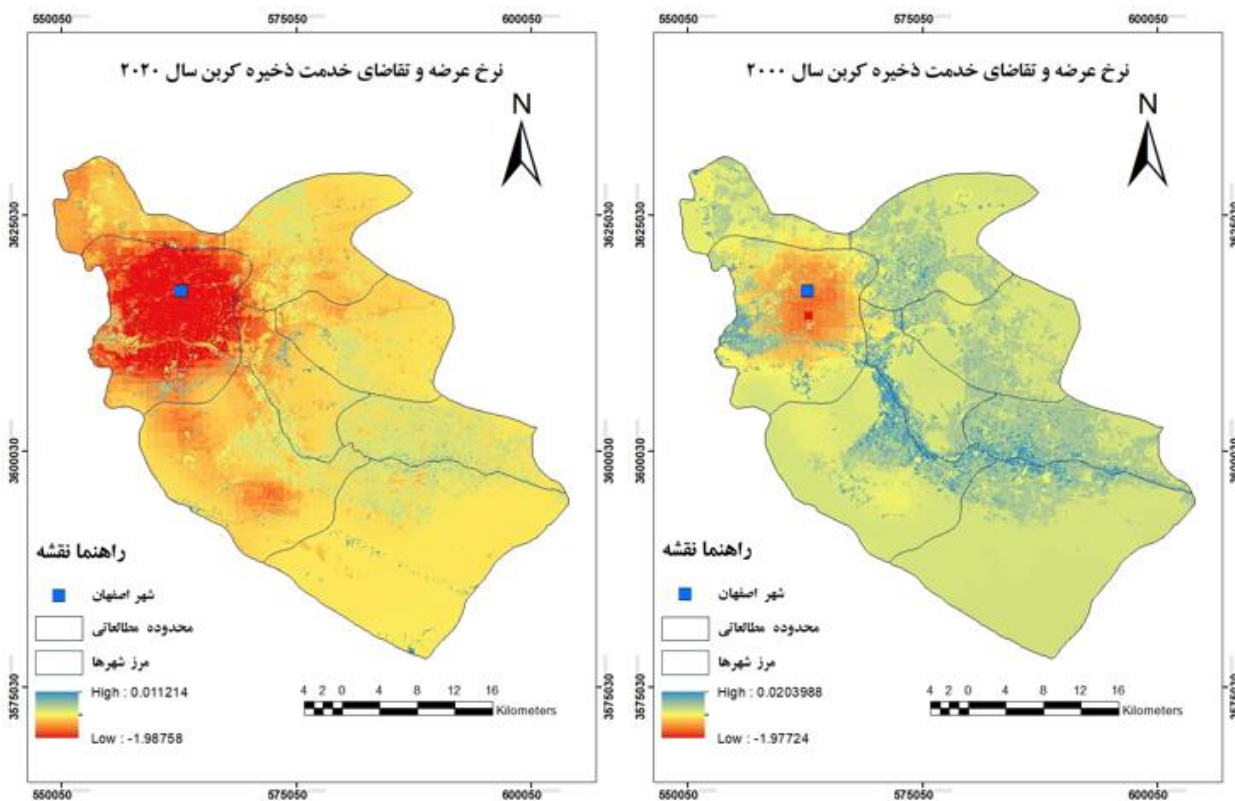 550050 575050 600050
نرخ عرضه و تقاضای خدمت ذخیره کربن سال ۲۰۲۰
N
3625030
3600030
3575030
راهنما نقشه
شهر اصفهان
محدوده مطالعاتی
مرز شهرها
High : 0.011214
Low : -1.98758
4 2 0 4 8 12 16
Kilometers
550050 575050 600050
550050 575050 600050
نرخ عرضه و تقاضای خدمت ذخیره کربن سال ۲۰۰۰
N
3625030
3600030
3575030
3625030
3600030
3575030
راهنما نقشه
شهر اصفهان
محدوده مطالعاتی
مرز شهرها
High : 0.0203988
Low : -1.97724
4 2 0 4 8 12 16
Kilometers
550050 575050 600050